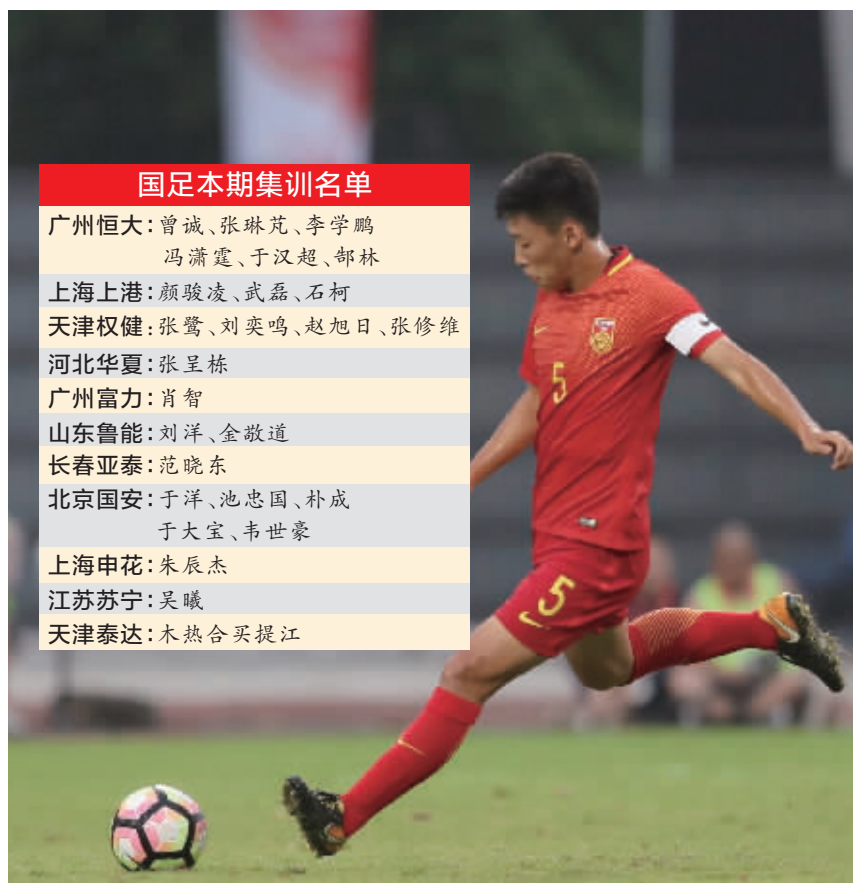 国足本期集训名单
广州恒大:曾诚、张琳芃、李学鹏
冯潇霆、于汉超、郜林
上海上港:颜骏凌、武磊、石柯
天津权健:张鹭、刘奕鸣、赵旭日、张修维
河北华夏:张呈栋
广州富力:肖智
山东鲁能:刘洋、金敬道
长春亚泰:范晓东
北京国安:于洋、池忠国、朴成
于大宝、韦世豪
上海申花:朱辰杰
江苏苏宁:吴曦
天津泰达:木热合买提江
5
5